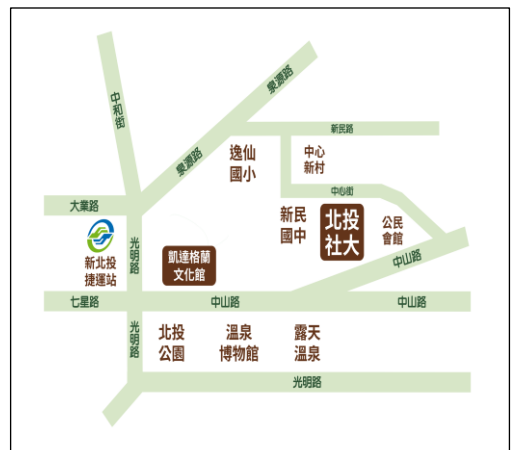 泉源路
中和街
新民路
泉源路
逸仙
國小
中心
新村
中心街
大業路
新民
國中
北投
社大
公民
會館
光明路
新北投
捷運站
凱達格蘭
文化館
中山路
七星路
中山路
中山路
光明路
北投
公園
溫泉
博物館
露天
溫泉
光明路